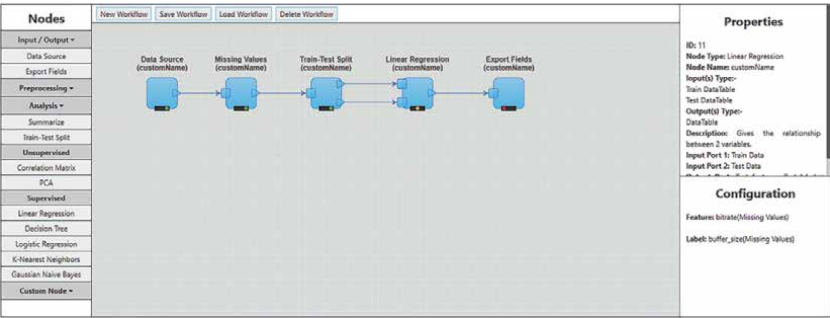 Nodes
Input / Output
Data Source
Export Fields
Preprocessing
Analysis
Summarize
Train-Test Split
Unsupervised
Correlation Matrix
PCA
Supervised
Linear Regression
Decision Tree
Logistic Regression
K-Nearest Neighbors
Gaussian Naive Bayes
Custom Node
New Workflow Save Workflow Load Workflow Delete Workflow
Data Source Missing Values Train-Test Split Linear Regression Export Fields
(customName) (customName) (customName) (customName) (customName)
Properties
ID: 11
Node Type: Linear Regression
Node Name: customName
Input(s) Type:-
Train DataTable
Test DataTable
Output(s) Type:-
DataTable
Description: Gives the relationship
between 2 variables.
Input Port 1: Train Data
Input Port 2: Test Data
Configuration
Feature: bitrate(Missing Values)
Label: buffer_size(Missing Values)